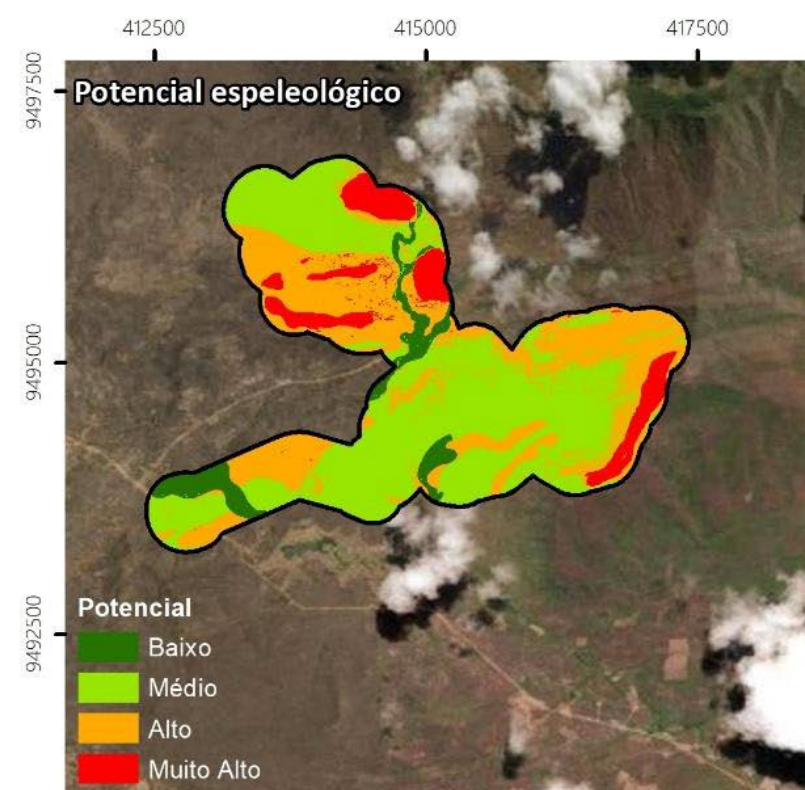 412500 415000 417500
9497500
Potencial espeleológico
9495000
9492500
Potencial
Baixo
Médio
Alto
Muito Alto